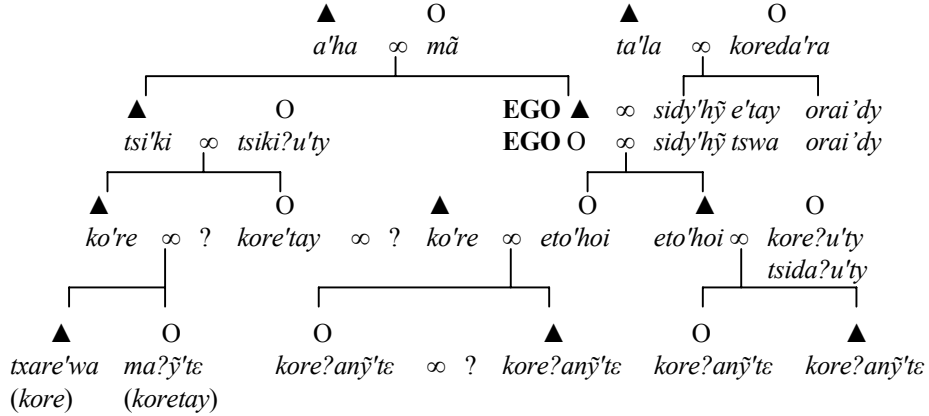 ▲ O ▲ O
a'ha ∞ mã ta'la ∞ koreda'ra
▲ O EGO ▲ ∞ sidy'hỹ e'tay orai’dy
tsi'ki ∞ tsiki?u'ty EGO O ∞ sidy'hỹ tswa orai’dy
▲ O ▲ O ▲ O
ko're ∞ ? kore'tay ∞ ? ko're ∞ eto'hoi eto'hoi ∞ kore?u'ty
tsida?u'ty
▲ O O ▲ O ▲
txare'wa ma?ỹ'tɛ kore?anỹ'tɛ ∞ ? kore?anỹ'tɛ kore?anỹ'tɛ kore?anỹ'tɛ
(kore) (koretay)